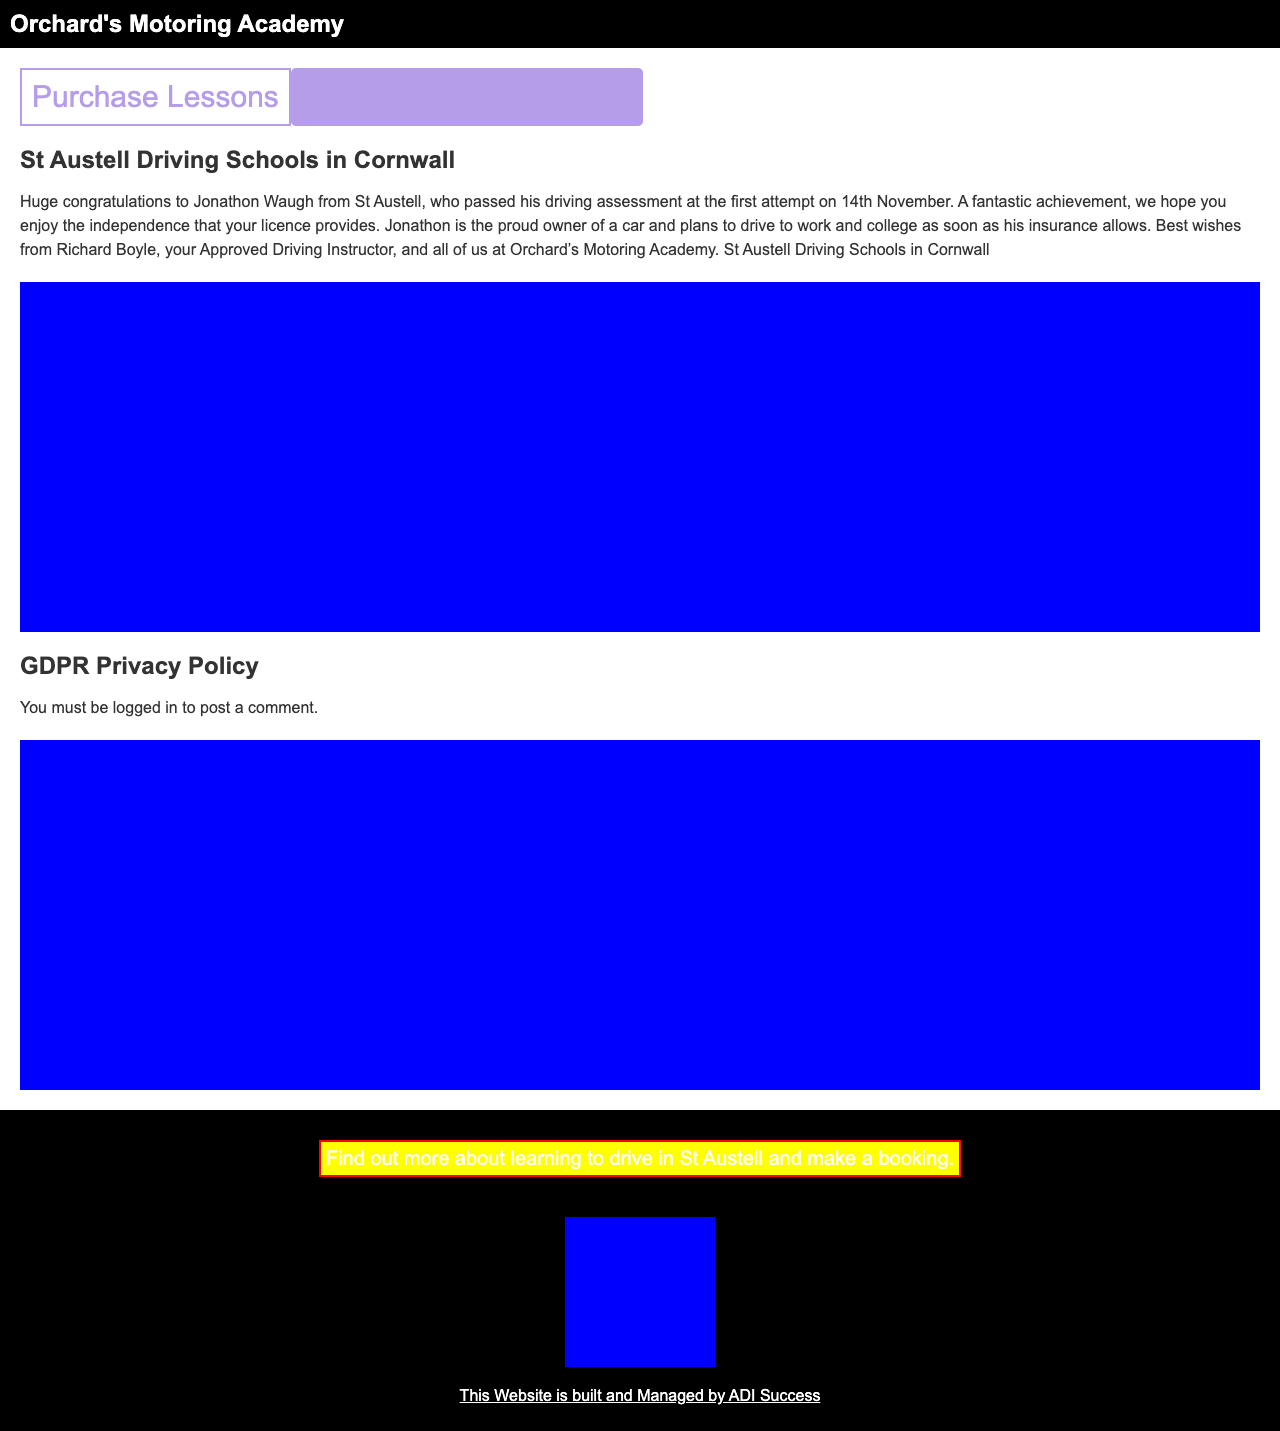 Orchard's Motoring Academy
Purchase Lessons
St Austell Driving Schools in Cornwall
Huge congratulations to Jonathon Waugh from St Austell, who passed his driving assessment at the first attempt on 14th November. A fantastic achievement, we hope you
enjoy the independence that your licence provides. Jonathon is the proud owner of a car and plans to drive to work and college as soon as his insurance allows. Best wishes
from Richard Boyle, your Approved Driving Instructor, and all of us at Orchard's Motoring Academy. St Austell Driving Schools in Cornwall
GDPR Privacy Policy
You must be logged in to post a comment.
Find out more about learning to drive in St Austell and make a booking.
This Website is built and Managed by ADI Success